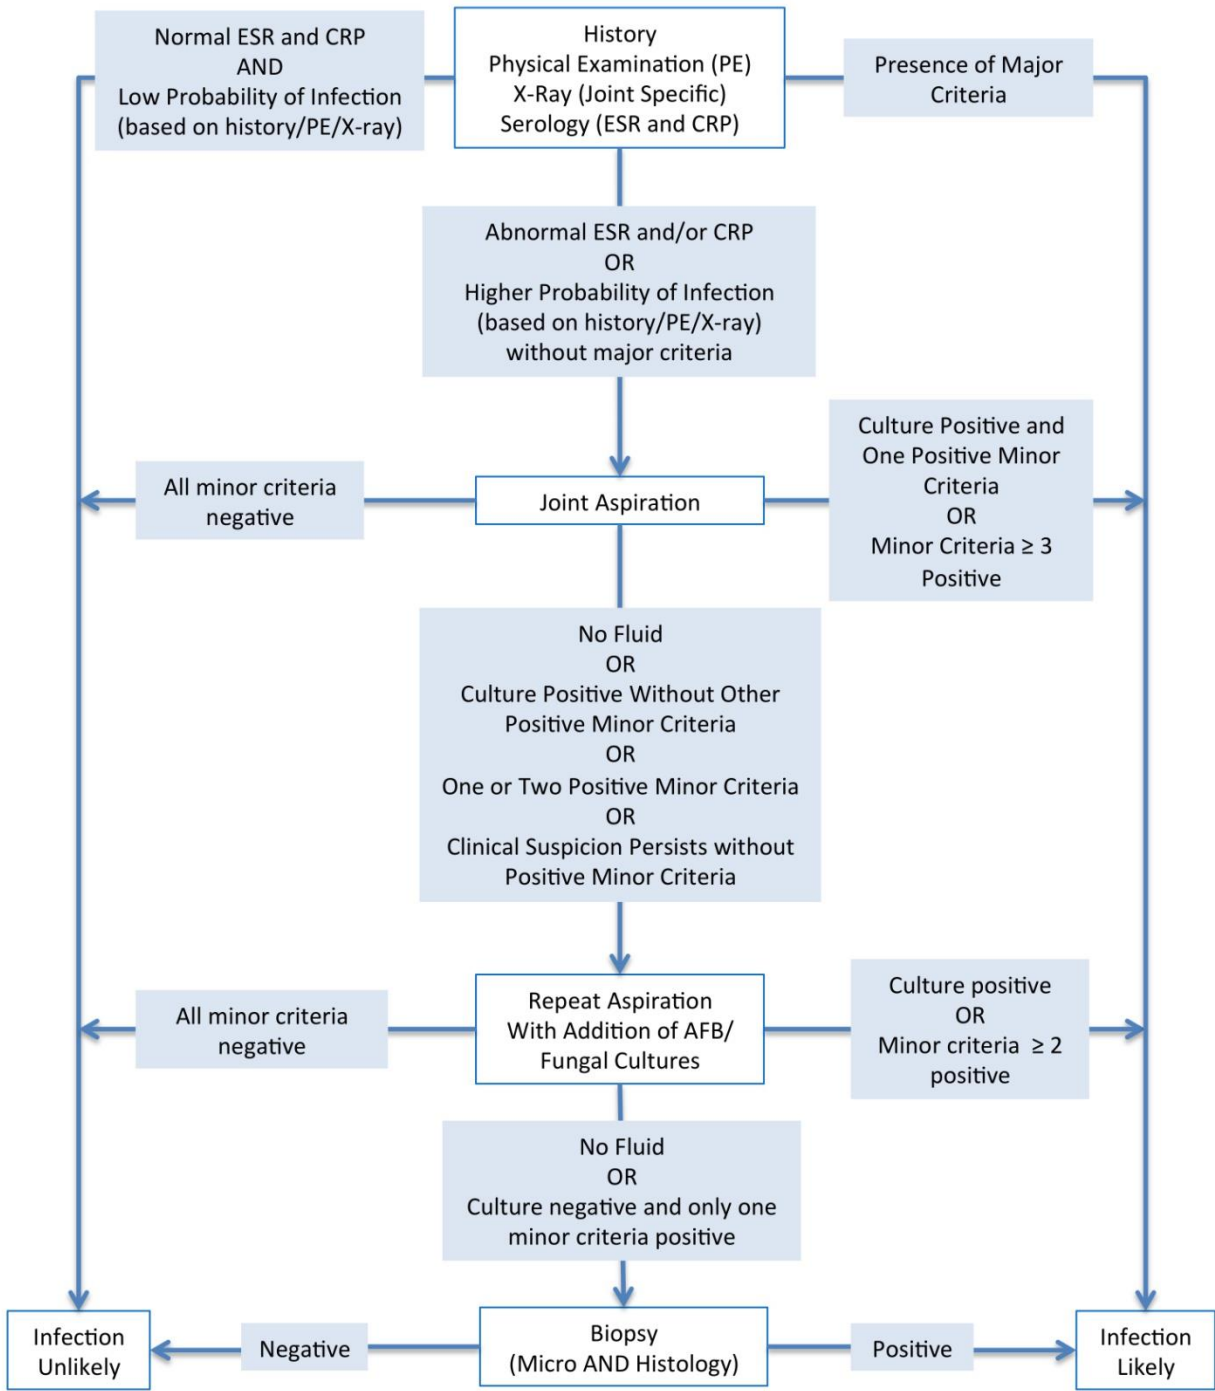 Normal ESR and CRP
AND
Low Probability of Infection
(based on history/PE/X-ray)
History
Physical Examination (PE)
X-Ray (Joint Specific)
Serology (ESR and CRP)
Presence of Major
Criteria
Abnormal ESR and/or CRP
OR
Higher Probability of Infection
(based on history/PE/X-ray)
without major criteria
All minor criteria
negative
Joint Aspiration
Culture Positive and
One Positive Minor
Criteria
OR
Minor Criteria ≥ 3
Positive
No Fluid
OR
Culture Positive Without Other
Positive Minor Criteria
OR
One or Two Positive Minor Criteria
OR
Clinical Suspicion Persists without
Positive Minor Criteria
All minor criteria
negative
Repeat Aspiration
With Addition of AFB/
Fungal Cultures
Culture positive
OR
Minor criteria ≥ 2
positive
No Fluid
OR
Culture negative and only one
minor criteria positive
Infection
Unlikely
Negative
Biopsy
(Micro AND Histology)
Positive
Infection
Likely